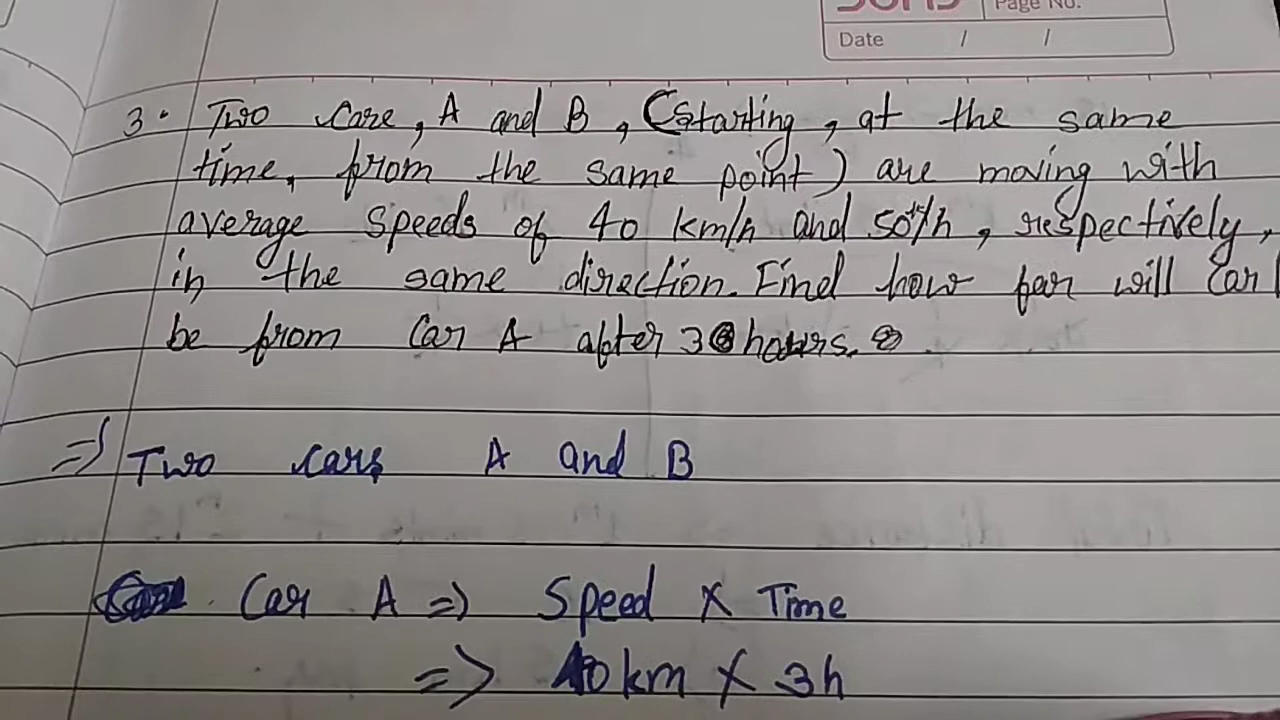 Page No.
Date / /
3. Two Care, A and B, (Starting, at the same
time, from the same point) are moving with
average speeds of 40 km/h and 50 /h, respectively,
in the same direction. Find how far will Car
be from Car A after 3 hours.
=> Two cars A and B
Car A => Speed X Time
=> 40 km X 3h